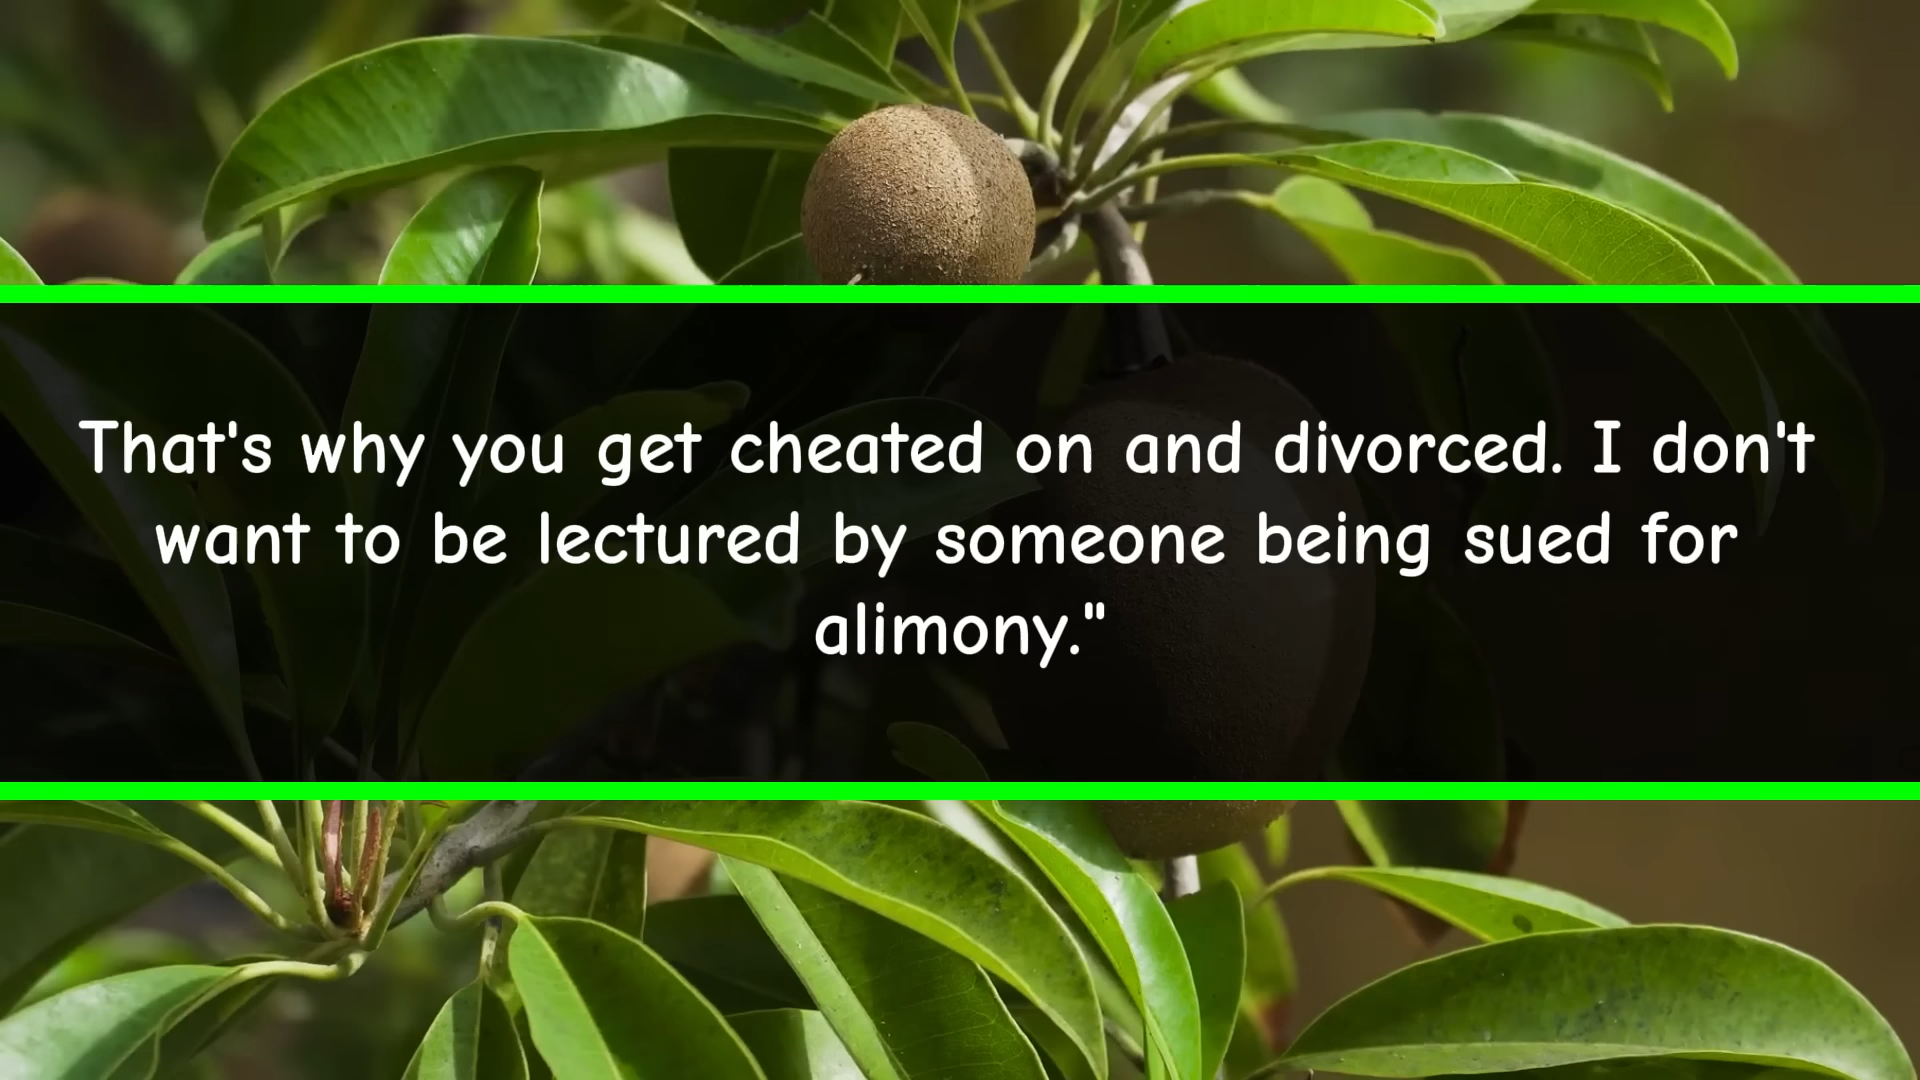 That's why you get cheated on and divorced. I don't
want to be lectured by someone being sued for
alimony."